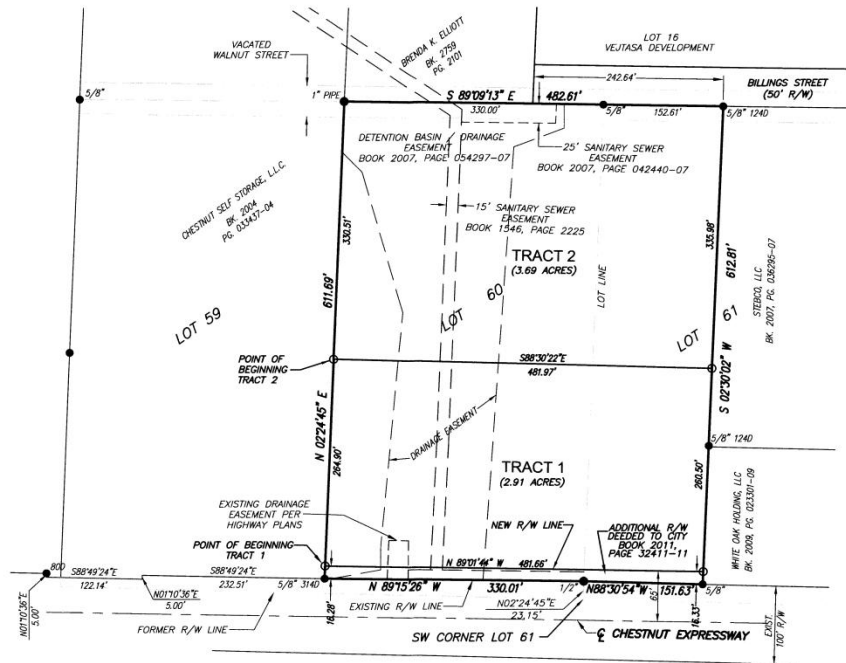 LOT 16
VEJTASA DEVELOPMENT
BRENDA K. ELLIOTT
BK. 2759
PG. 2101
VACATED
WALNUT STREET
242.64'
BILLINGS STREET
(50' R/W)
5/8"
1" PIPE
S 89°09'13" E 482.61'
330.00'
5/8"
152.61'
5/8" 124D
DETENTION BASIN DRAINAGE
EASEMENT
BOOK 2007, PAGE 054297-07
25' SANITARY SEWER
EASEMENT
BOOK 2007, PAGE 042440-07
CHESTNUT SELF STORAGE, L.L.C.
BK. 2004
PG. 033437-04
15' SANITARY SEWER
EASEMENT
BOOK 1546, PAGE 2225
330.51'
611.69'
335.98'
612.81'
TRACT 2
(3.69 ACRES)
LOT LINE
STEBCO, LLC
BK. 2007, PG. 036295-07
LOT 59
LOT 60
LOT 61
POINT OF
BEGINNING
TRACT 2
S88°30'22"E
481.97'
S 02°30'02" W
N 02°24'45" E
264.90'
DRAINAGE EASEMENT
5/8" 124D
TRACT 1
(2.91 ACRES)
260.50'
WHITE OAK HOLDING, LLC
BK. 2009, PG. 023301-09
EXISTING DRAINAGE
EASEMENT PER
HIGHWAY PLANS
NEW R/W LINE
ADDITIONAL R/W
DEEDED TO CITY
BOOK 2011,
PAGE 32411-11
POINT OF BEGINNING
TRACT 1
N 89°01'44" W 481.66'
80D
S88°49'24"E
122.14'
S88°49'24"E
232.51'
5/8" 314D
N 89°15'26" W 330.01'
1/2"
N88°30'54"W 151.63'
5/8"
N01°10'36"E
5.00'
N01°10'36"E
5.00'
FORMER R/W LINE
16.28'
EXISTING R/W LINE
N02°24'45"E
23.15'
65'
16.33'
SW CORNER LOT 61
℄ CHESTNUT EXPRESSWAY
EXIST.
100' R/W